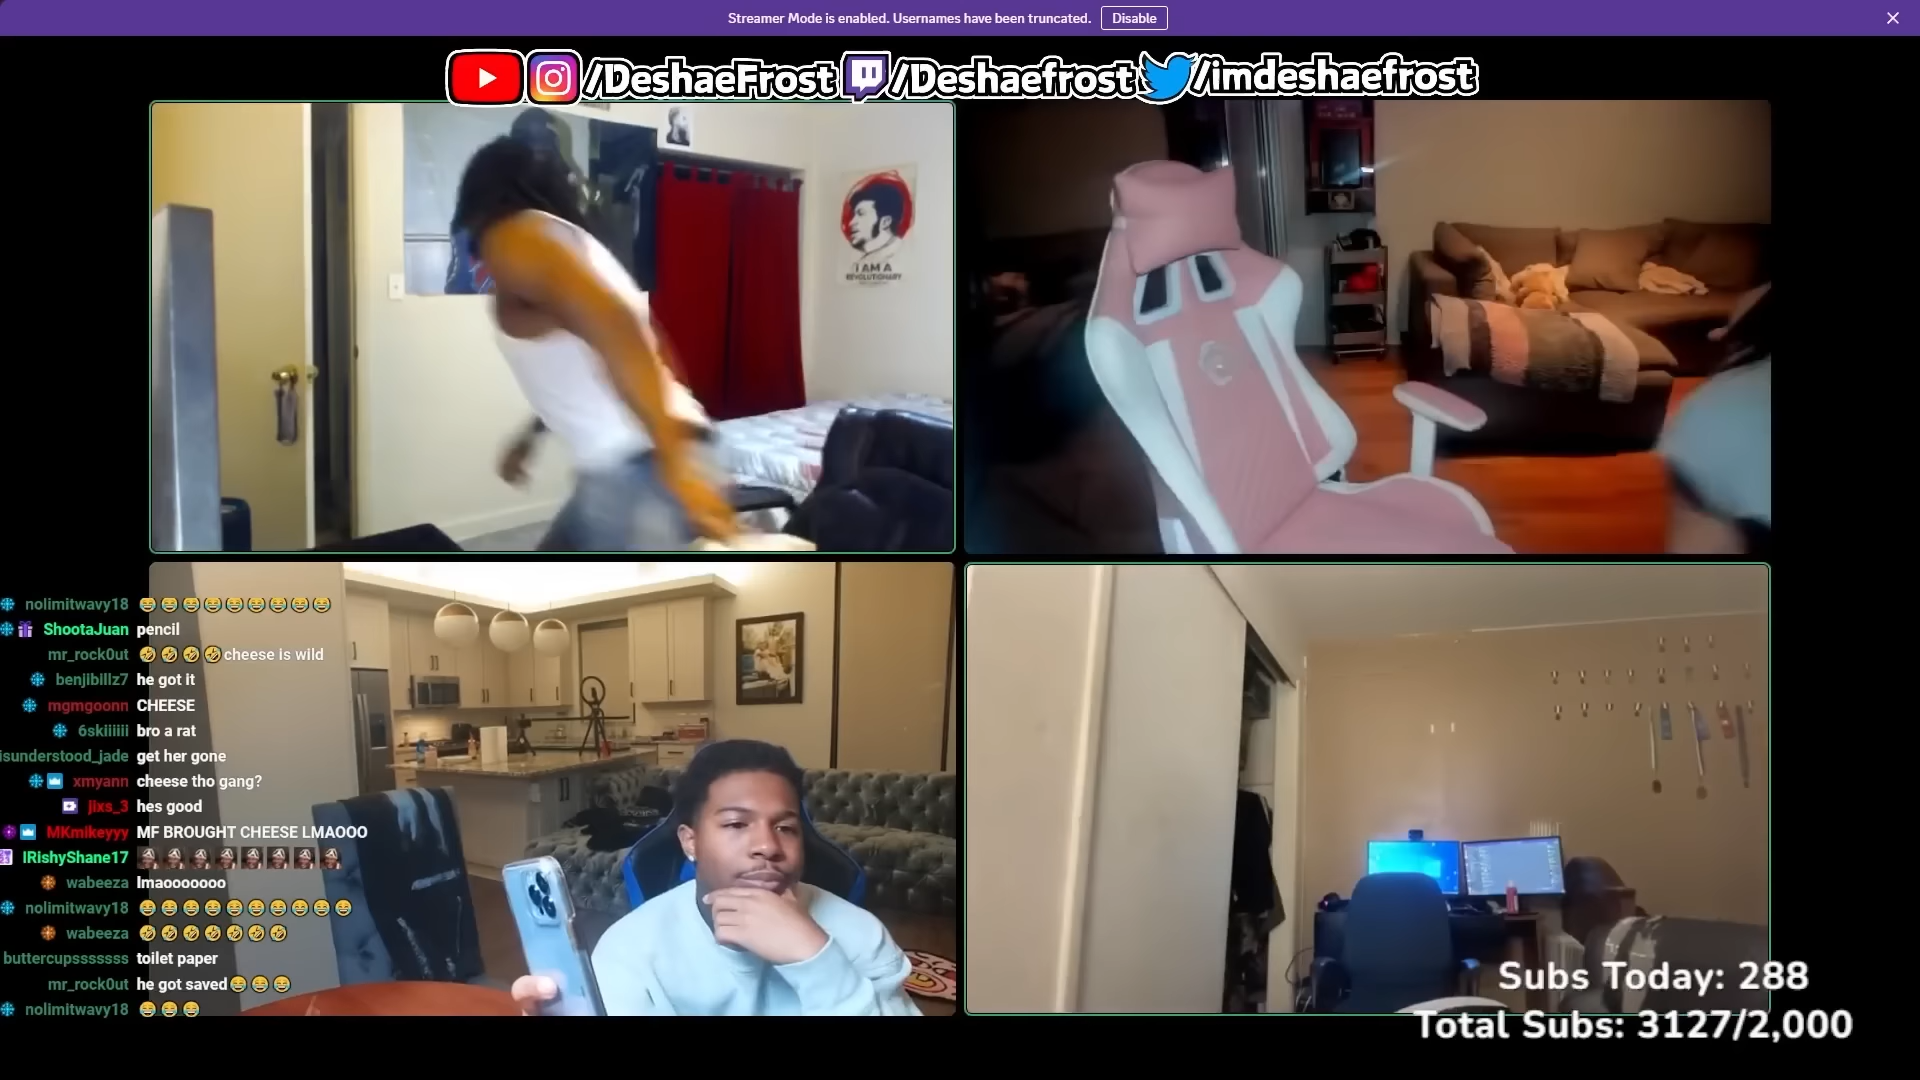 Streamer Mode is enabled. Usernames have been truncated. Disable
/DeshaeFrost /Deshaefrost /imdeshaefrost
I AM A
REVOLUTIONARY
nolimitwavy18
ShootaJuan pencil
mr_rock0ut cheese is wild
benjibillz7 he got it
mgmgoonn CHEESE
6skiiiiii bro a rat
isunderstood_jade get her gone
xmyann cheese tho gang?
jixs_3 hes good
MKmikeyyy MF BROUGHT CHEESE LMAOOO
IRishyShane17
wabeeza lmaooooooo
nolimitwavy18
wabeeza
buttercupsssssss toilet paper
mr_rock0ut he got saved
nolimitwavy18
Subs Today: 288
Total Subs: 3127/2,000